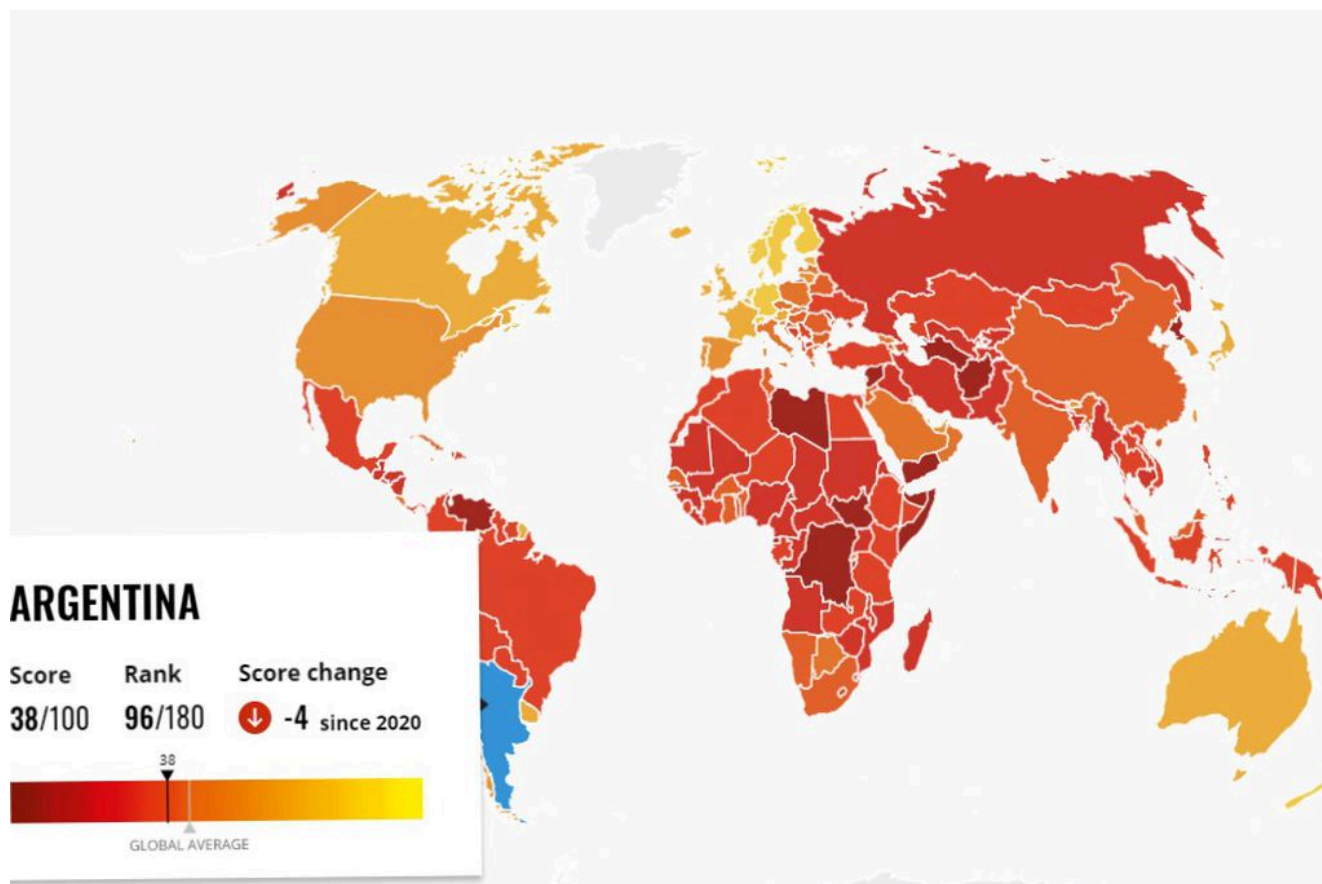 ARGENTINA
Score Rank Score change
38/100 96/180 -4 since 2020
38
GLOBAL AVERAGE